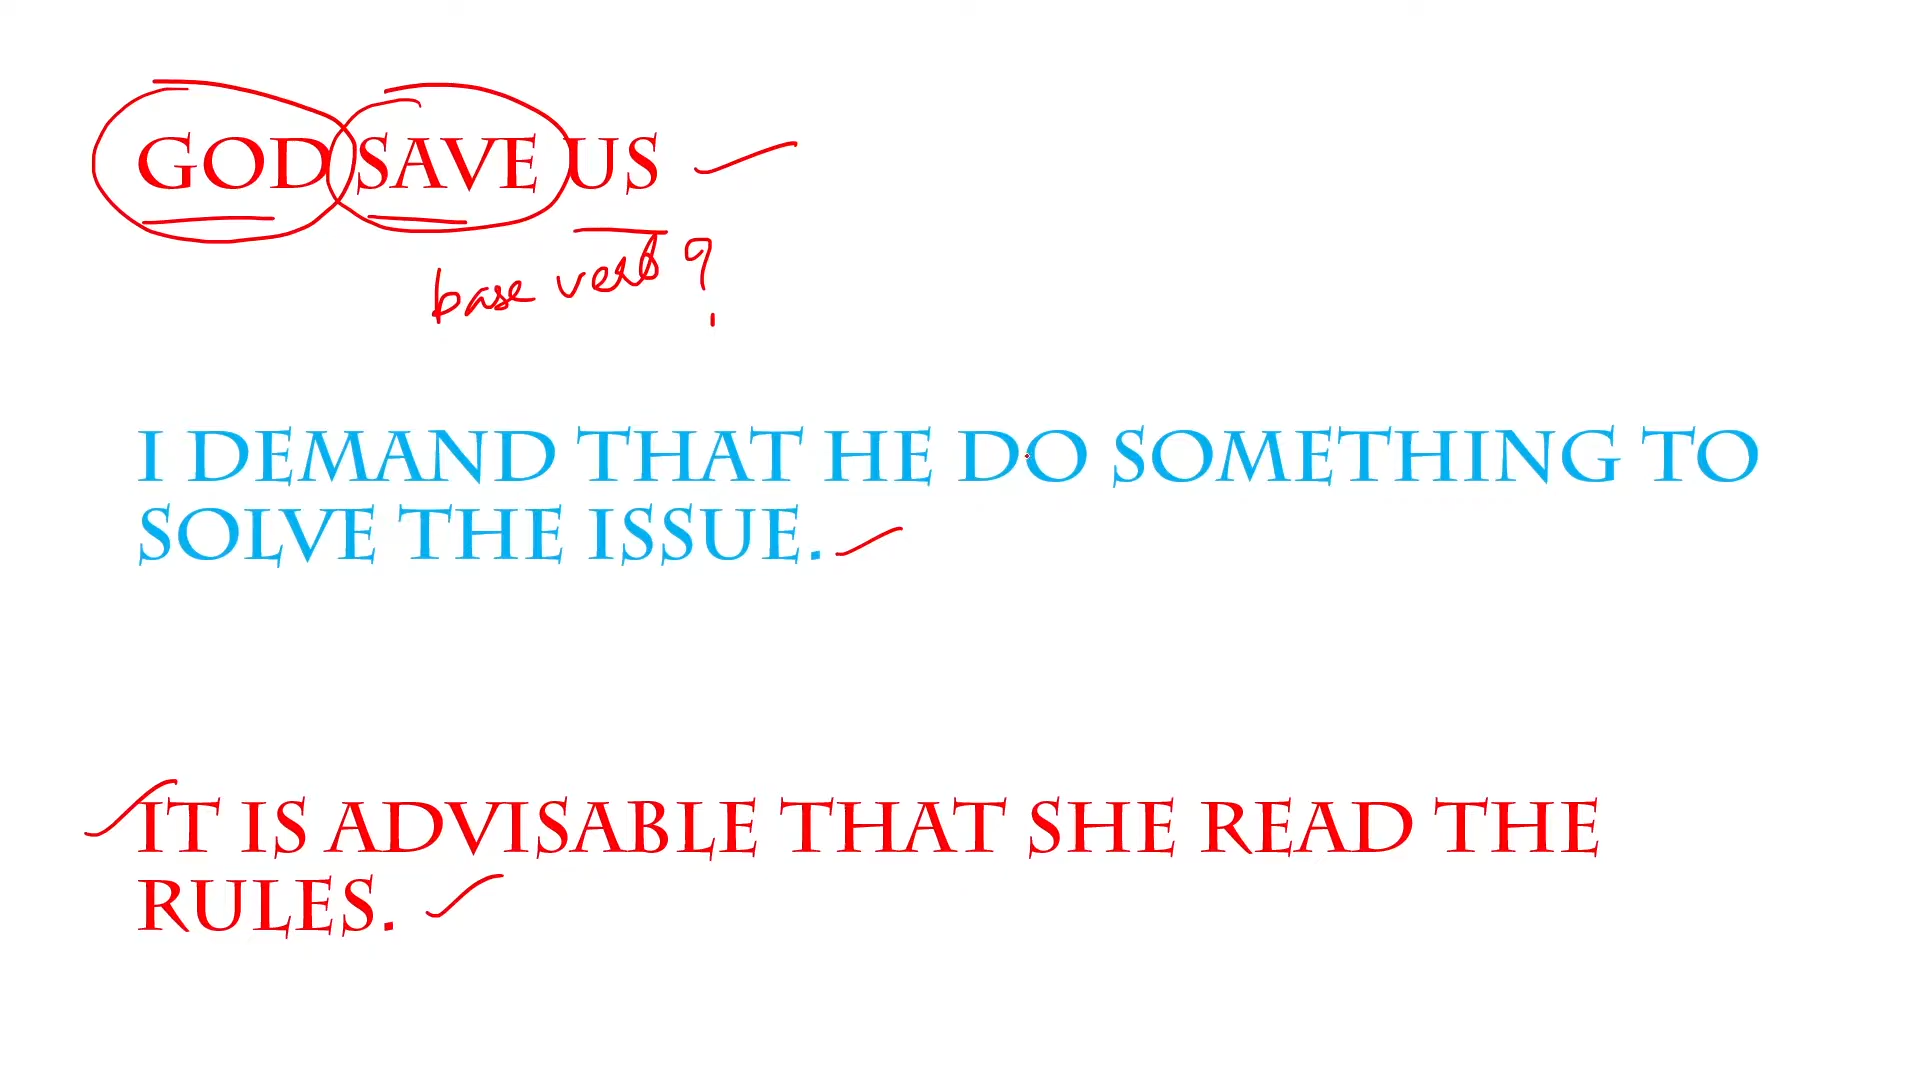 GOD SAVE US
base verb?
I DEMAND THAT HE DO SOMETHING TO
SOLVE THE ISSUE.
IT IS ADVISABLE THAT SHE READ THE
RULES.